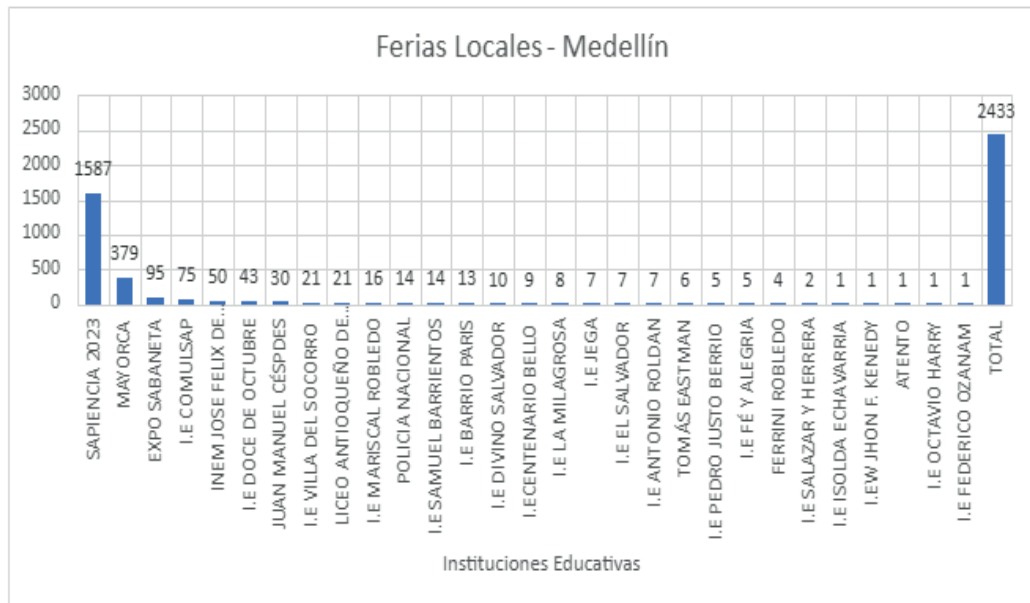 Ferias Locales - Medellín
3000
2500
2000
1500
1000
500
0
1587
379
95
75
50
43
30
21
21
16
14
14
13
10
9
8
7
7
7
6
5
5
4
2
1
1
1
1
1
2433
SAPIENCIA 2023
MAYORCA
EXPO SABANETA
I.E COMULSAP
INEM JOSE FELIX DE...
I.E DOCE DE OCTUBRE
JUAN MANUEL CÉSPDES
I.E VILLA DEL SOCORRO
LICEO ANTIOQUEÑO DE...
I.E MARISCAL ROBLEDO
POLICIA NACIONAL
I.E SAMUEL BARRIENTOS
I.E BARRIO PARIS
I.E DIVINO SALVADOR
I.ECENTENARIO BELLO
I.E LA MILAGROSA
I.E JEGA
I.E EL SALVADOR
I.E ANTONIO ROLDAN
TOMÁS EASTMAN
I.E PEDRO JUSTO BERRIO
I.E FÉ Y ALEGRIA
FERRINI ROBLEDO
I.E SALAZAR Y HERRERA
I.E ISOLDA ECHAVARRIA
I.EW JHON F. KENEDY
ATENTO
I.E OCTAVIO HARRY
I.E FEDERICO OZANAM
TOTAL
Instituciones Educativas